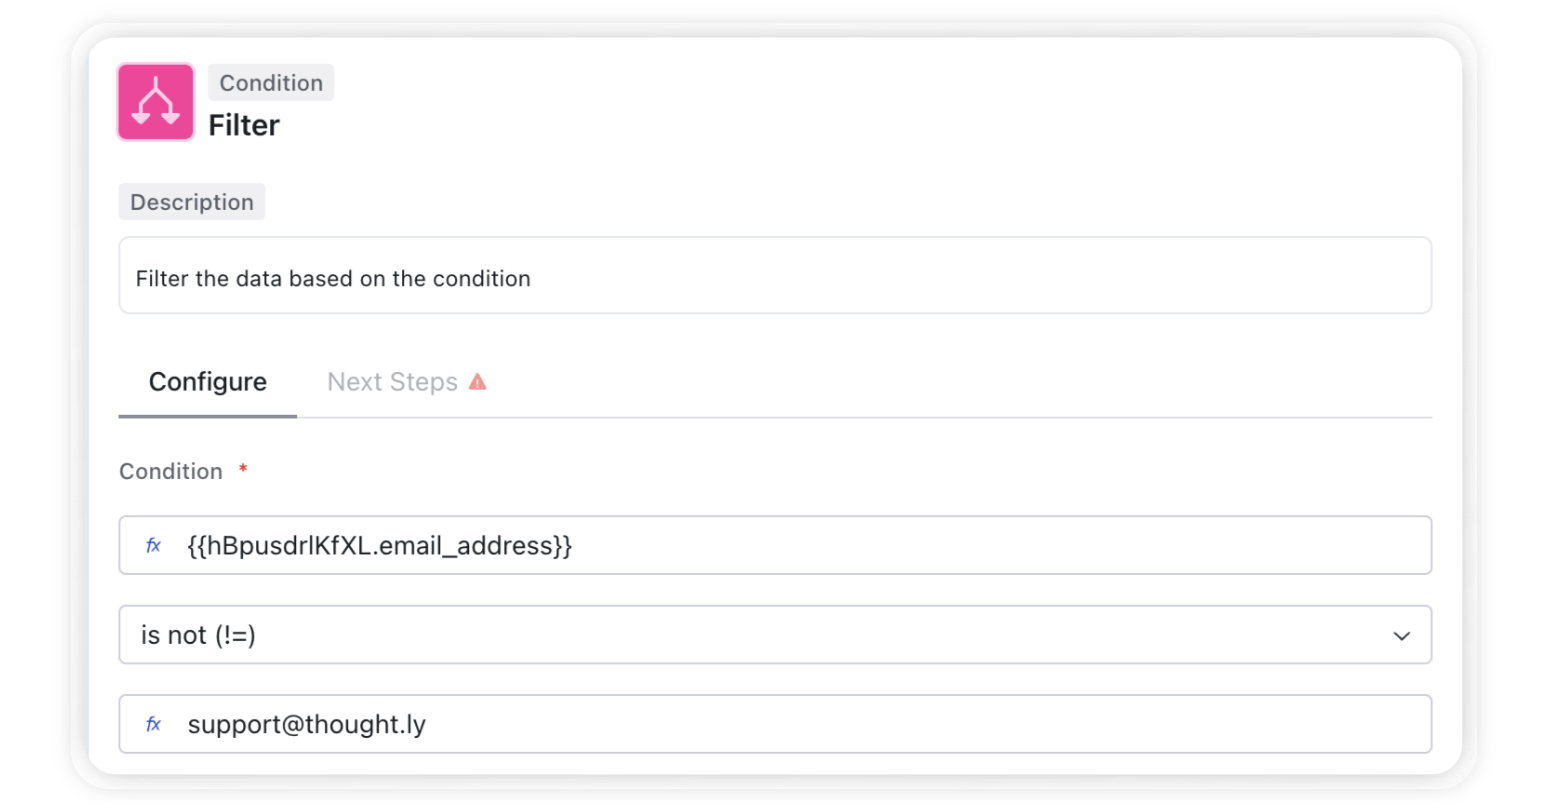 Condition
Filter
Description
Filter the data based on the condition
Configure
Next Steps
Condition *
fx {{hBpusdrlKfXL.email_address}}
is not (!=)
fx support@thought.ly